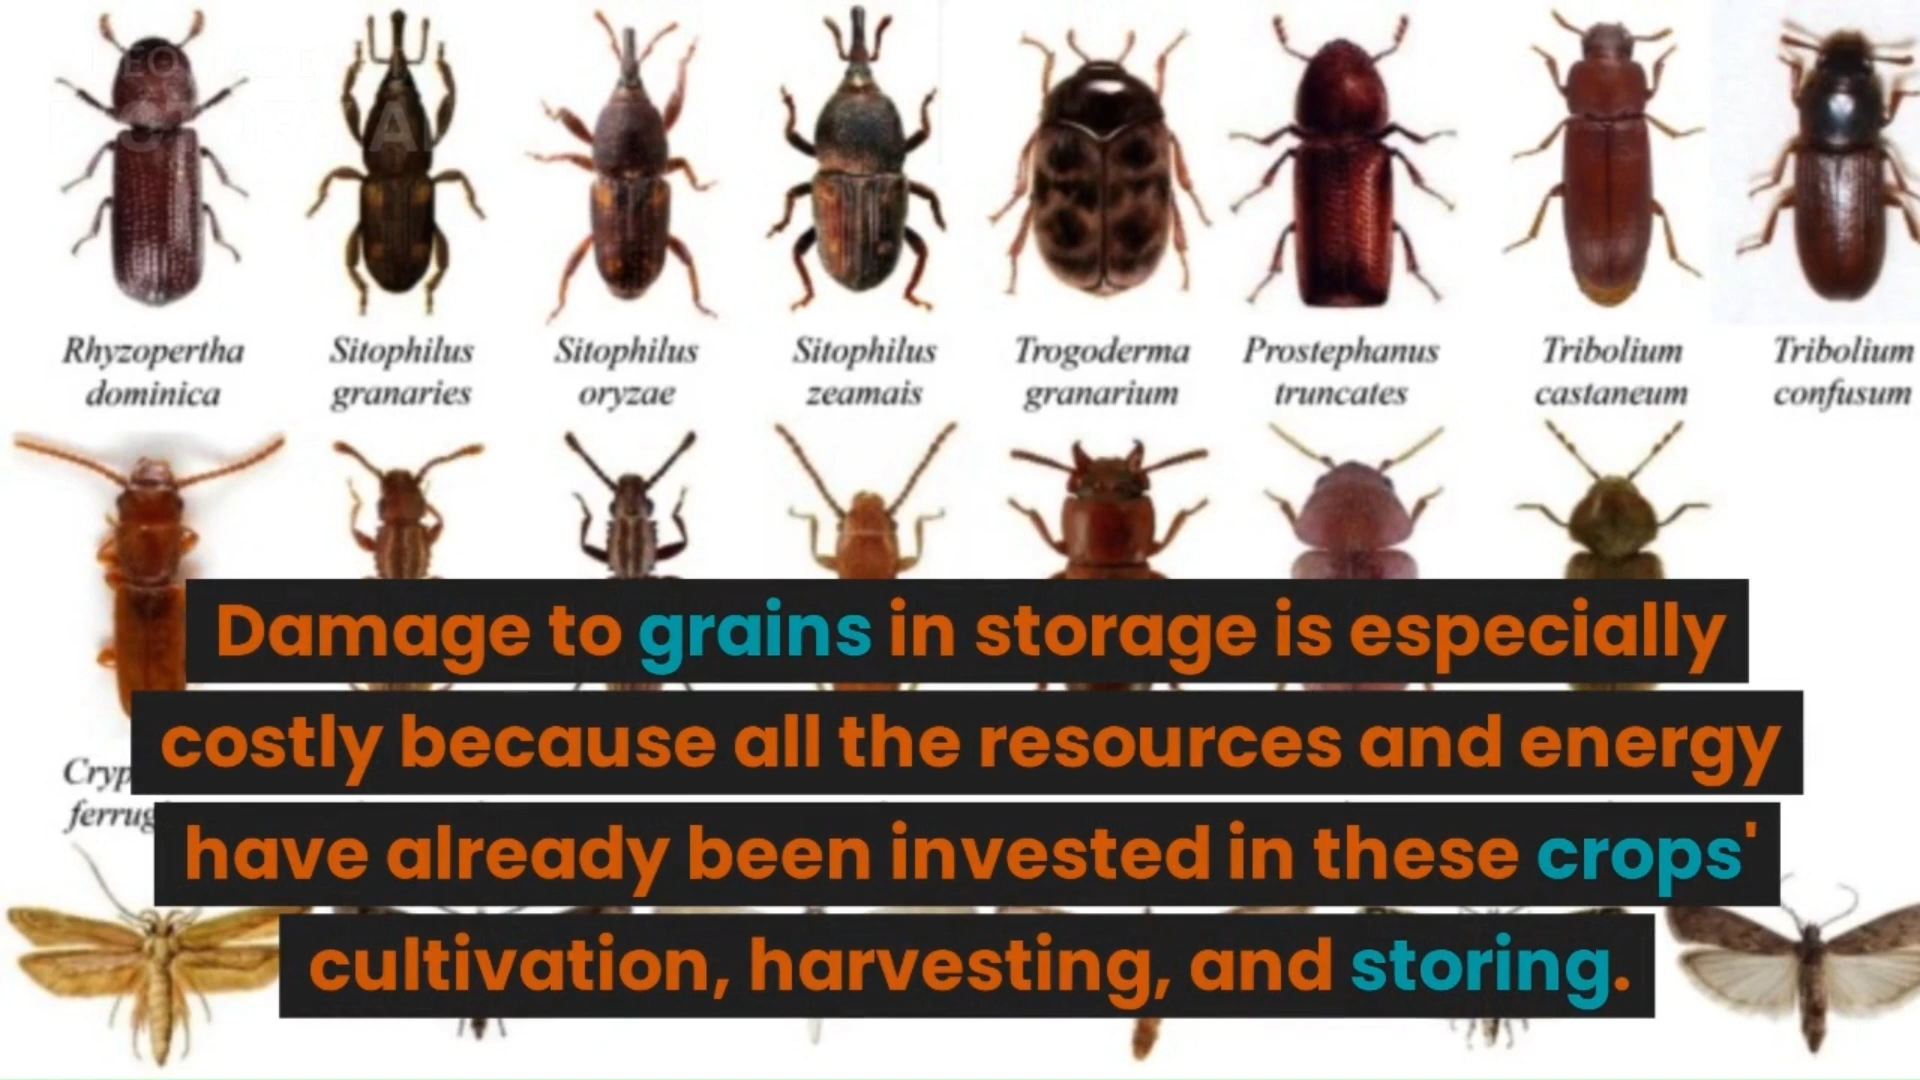 Rhyzopertha
dominica
Sitophilus
granaries
Sitophilus
oryzae
Sitophilus
zeamais
Trogoderma
granarium
Prostephanus
truncates
Tribolium
castaneum
Tribolium
confusum
Damage to grains in storage is especially
costly because all the resources and energy
have already been invested in these crops'
cultivation, harvesting, and storing.